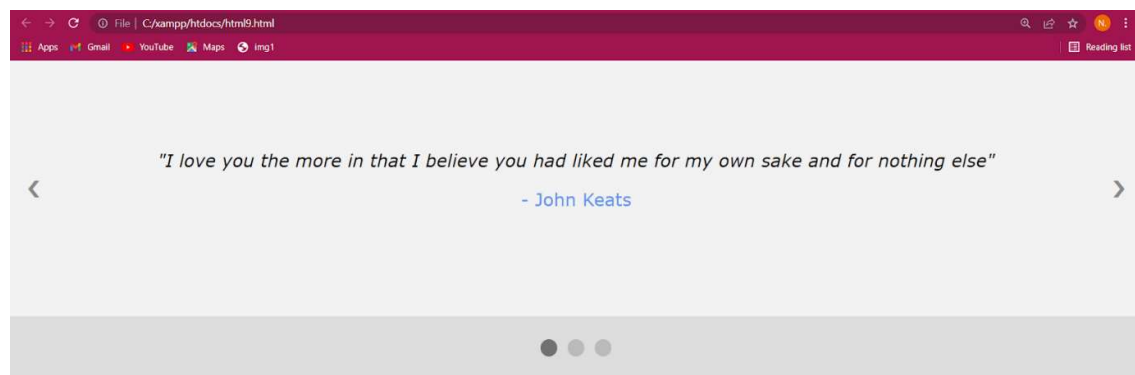 File | C:/xampp/htdocs/html9.html
N.
Apps Gmail YouTube Maps img1 Reading list
"I love you the more in that I believe you had liked me for my own sake and for nothing else"
- John Keats